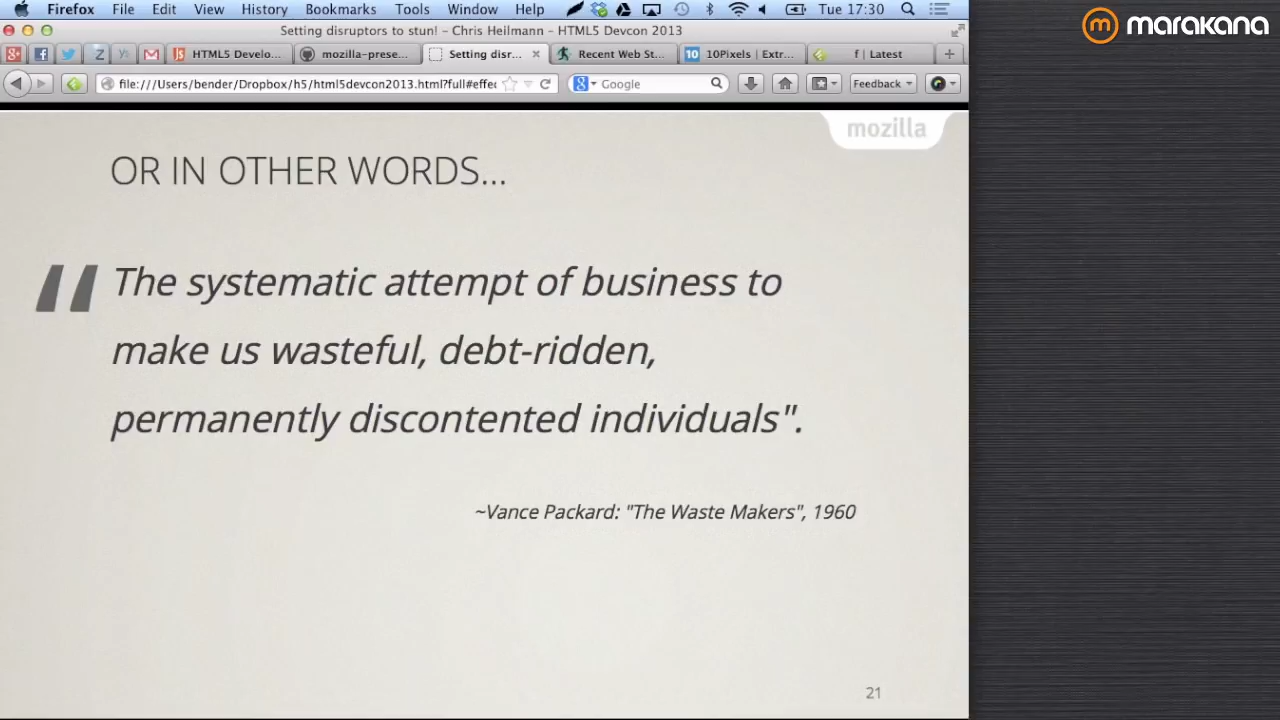 Firefox File Edit View History Bookmarks Tools Window Help Tue 17:30
marakana
Setting disruptors to stun! – Chris Heilmann – HTML5 Devcon 2013
HTML5 Develo... mozilla-prese... Setting disr... Recent Web St... 10 10Pixels | Extr... f | Latest
file:///Users/bender/Dropbox/h5/html5devcon2013.html?full#effec Google Feedback
mozilla
OR IN OTHER WORDS...
"The systematic attempt of business to
make us wasteful, debt-ridden,
permanently discontented individuals".
~Vance Packard: "The Waste Makers", 1960
21